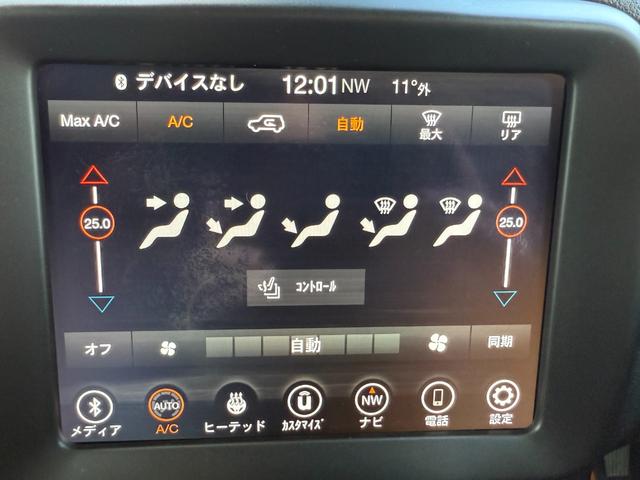 デバイスなし 12:01 NW 11°外
Max A/C A/C 自動 最大 リア
25.0 25.0
コントロール
オフ 自動 同期
AUTO NW
メディア A/C ヒーテッド カスタマイズ ナビ 電話 設定